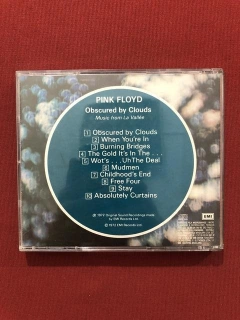 PINK FLOYD
Obscured by Clouds
Music from La Vallée
1 Obscured by Clouds
2 When You're In
3 Burning Bridges
4 The Gold It's In The . . .
5 Wot's . . . Uh The Deal
6 Mudmen
7 Childhood's End
8 Free Four
9 Stay
10 Absolutely Curtains
EMI